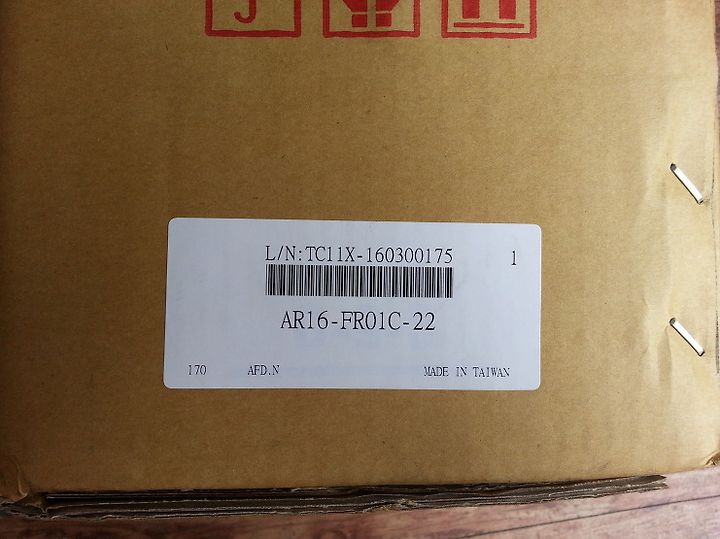 L/N:TC11X-160300175 1
AR16-FR01C-22
170 AFD.N MADE IN TAIWAN